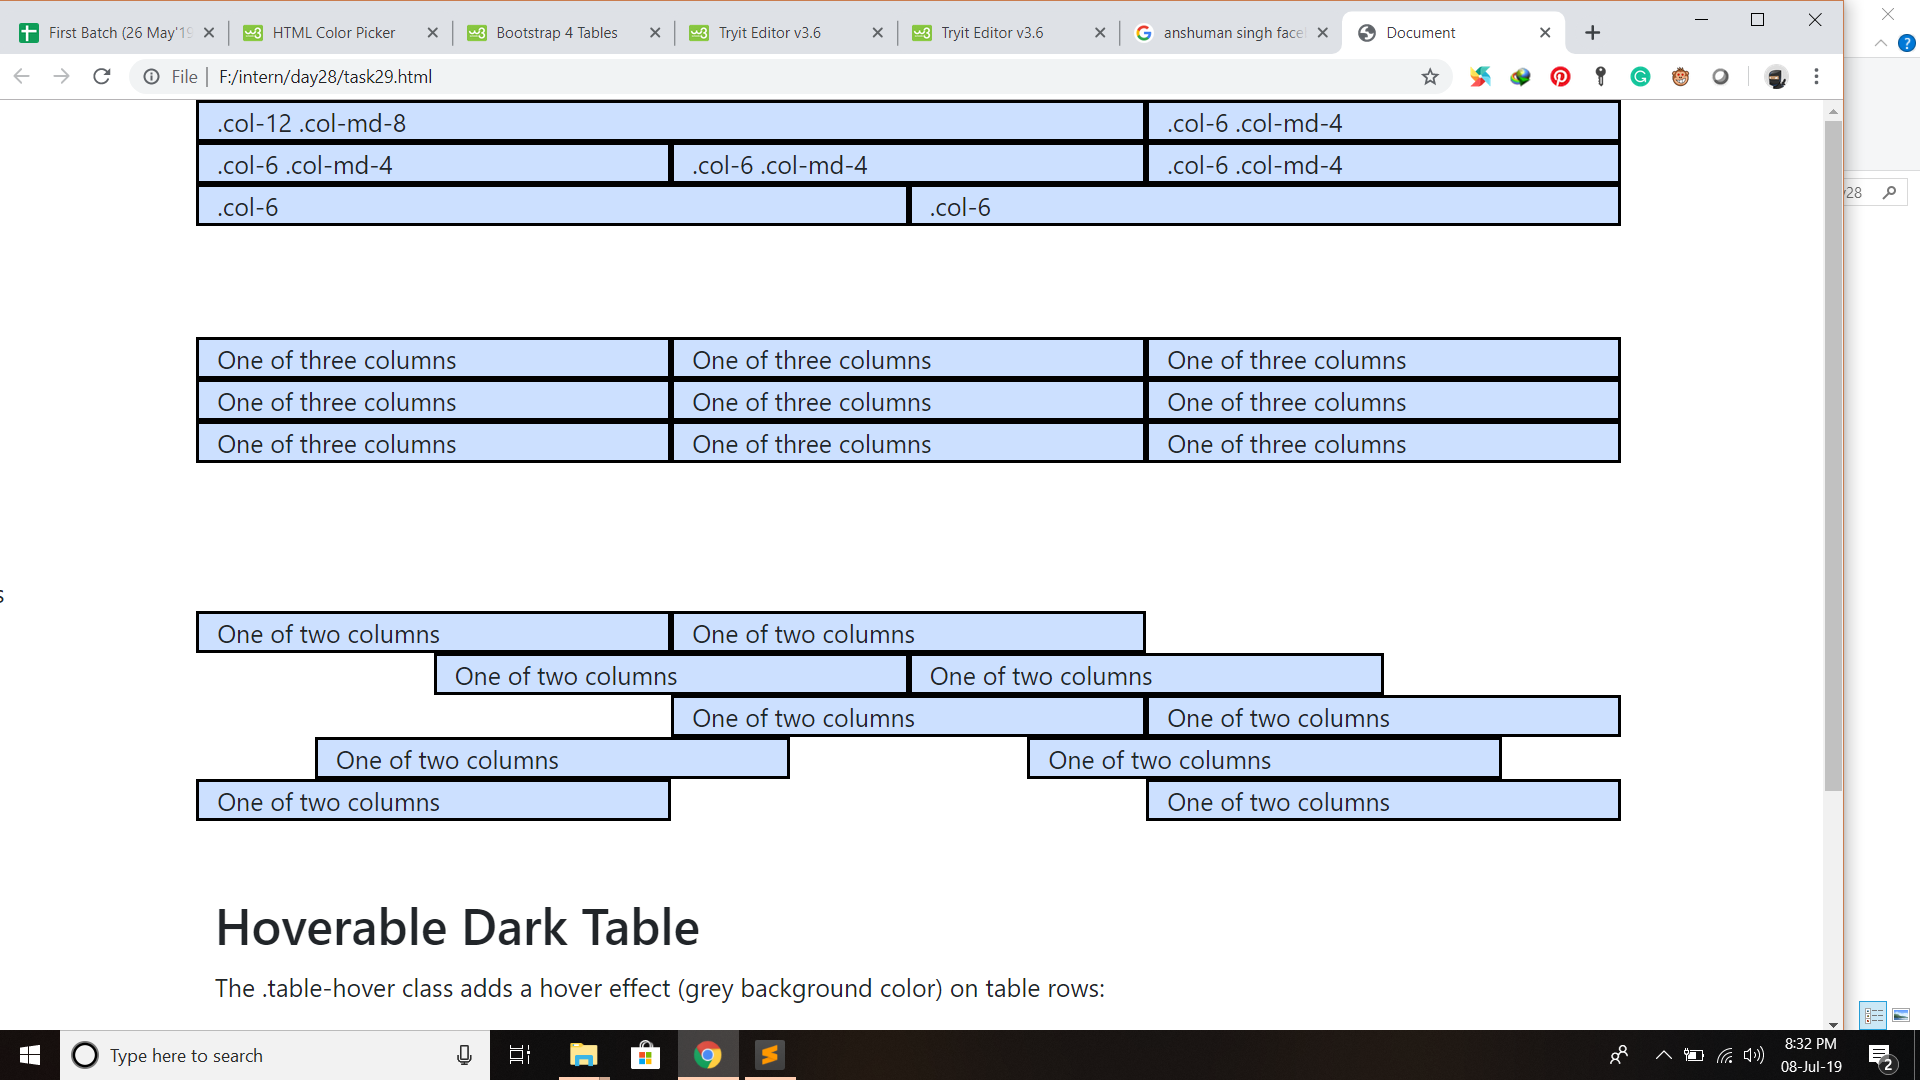 First Batch (26 May'19
HTML Color Picker
Bootstrap 4 Tables
Tryit Editor v3.6
Tryit Editor v3.6
anshuman singh face
Document
File
F:/intern/day28/task29.html
.col-12 .col-md-8
.col-6 .col-md-4
.col-6 .col-md-4
.col-6 .col-md-4
.col-6 .col-md-4
.col-6
.col-6
28
One of three columns
One of three columns
One of three columns
One of three columns
One of three columns
One of three columns
One of three columns
One of three columns
One of three columns
s
One of two columns
One of two columns
One of two columns
One of two columns
One of two columns
One of two columns
One of two columns
One of two columns
One of two columns
One of two columns
Hoverable Dark Table
The .table-hover class adds a hover effect (grey background color) on table rows:
Type here to search
8:32 PM
08-Jul-19
2